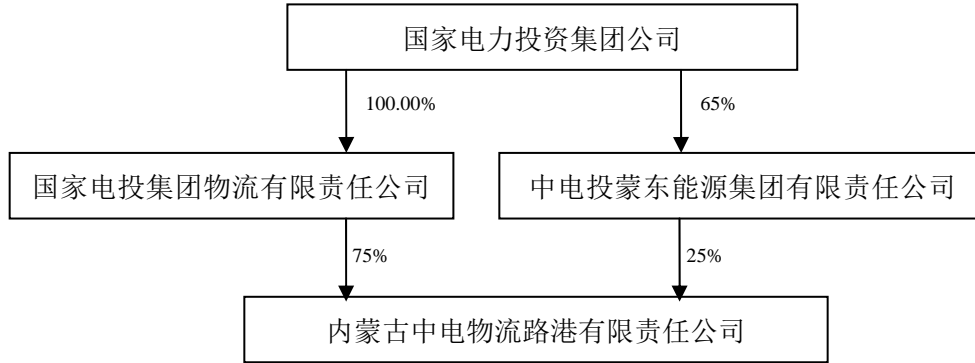 国家电力投资集团公司
100.00%
65%
国家电投集团物流有限责任公司
中电投蒙东能源集团有限责任公司
75%
25%
内蒙古中电物流路港有限责任公司